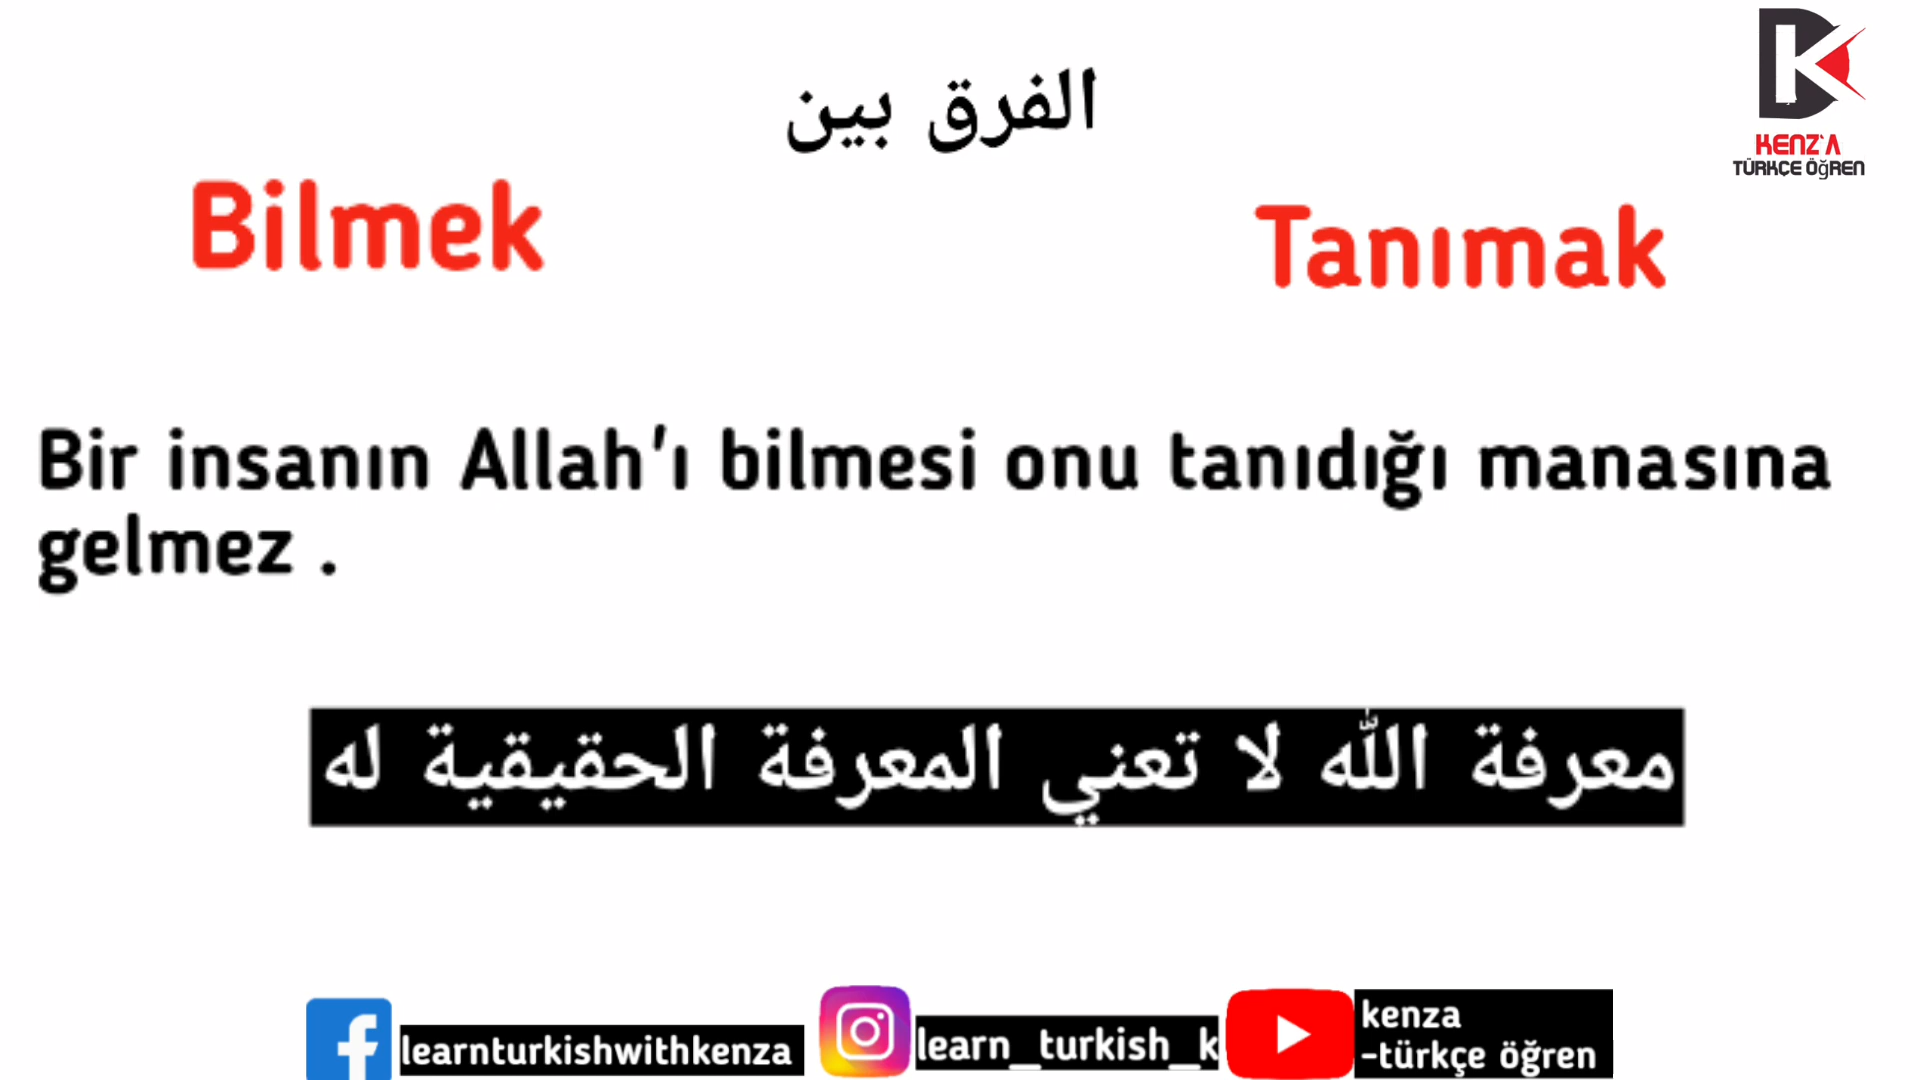 الفرق بين
KENZ'A
TÜRKÇE ÖĞREN
Bilmek
Tanımak
Bir insanın Allah'ı bilmesi onu tanıdığı manasına
gelmez .
معرفة الله لا تعني المعرفة الحقيقية له
learnturkishwithkenza
learn_turkish_k
kenza
-türkçe öğren